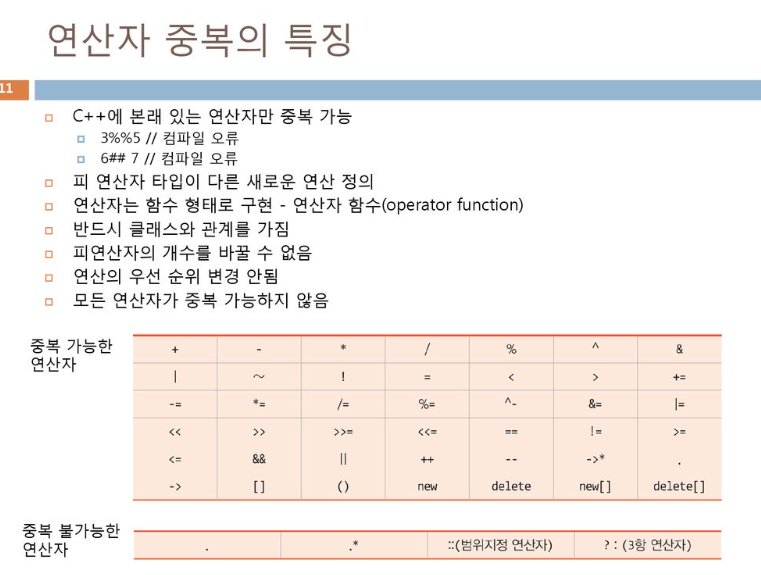 연산자 중복의 특징
11
C++에 본래 있는 연산자만 중복 가능
3%%5 // 컴파일 오류
6## 7 // 컴파일 오류
피 연산자 타입이 다른 새로운 연산 정의
연산자는 함수 형태로 구현 - 연산자 함수(operator function)
반드시 클래스와 관계를 가짐
피연산자의 개수를 바꿀 수 없음
연산의 우선 순위 변경 안됨
모든 연산자가 중복 가능하지 않음
중복 가능한
연산자
+ - * / % ^ &
| ~ ! = < > +=
-= *= /= %= ^- &= |=
<< >> >>= <<= == != >=
<= && || ++ -- ->* .
-> [] () new delete new[] delete[]
중복 불가능한
연산자
. .* ::(범위지정 연산자) ? : (3항 연산자)